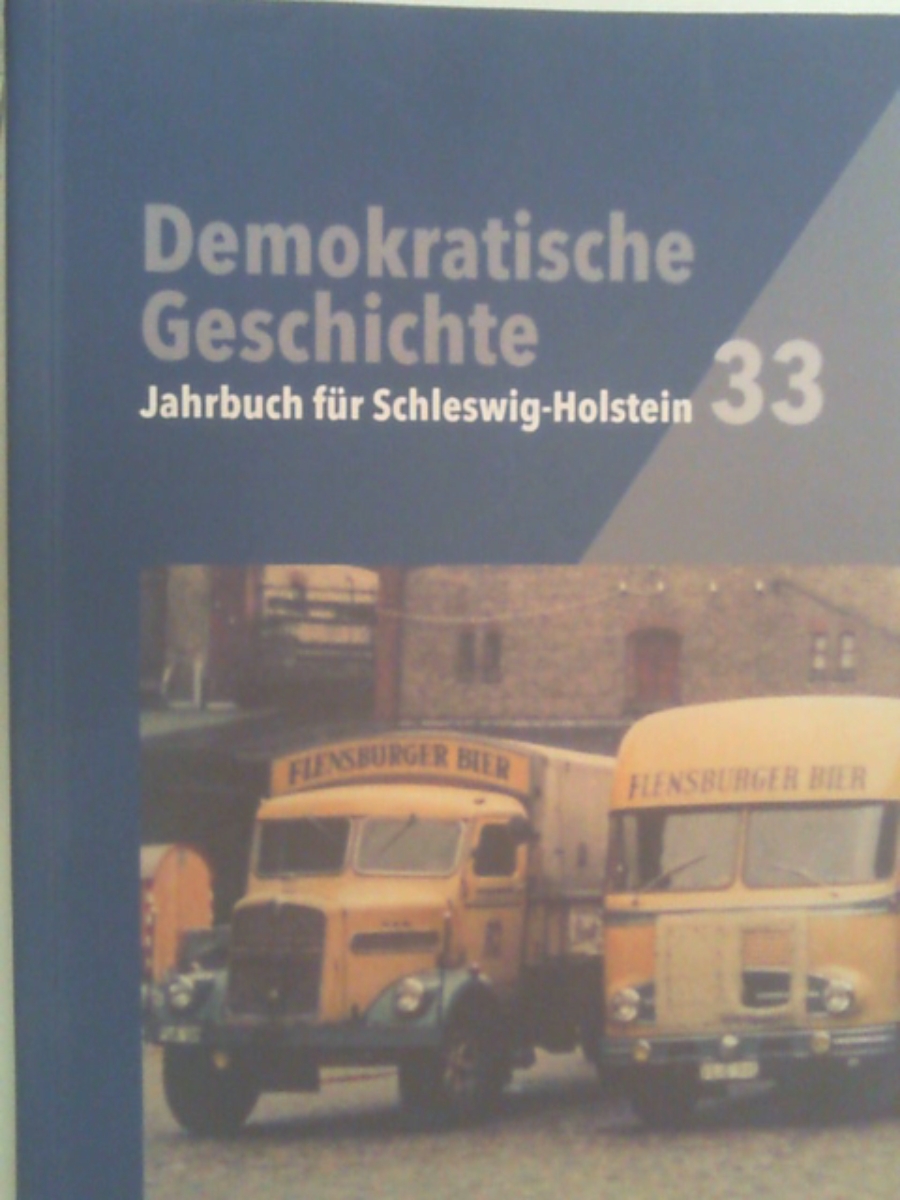 Demokratische
Geschichte
Jahrbuch für Schleswig-Holstein 33
FLENSBURGER BIER
FLENSBURGER BIER